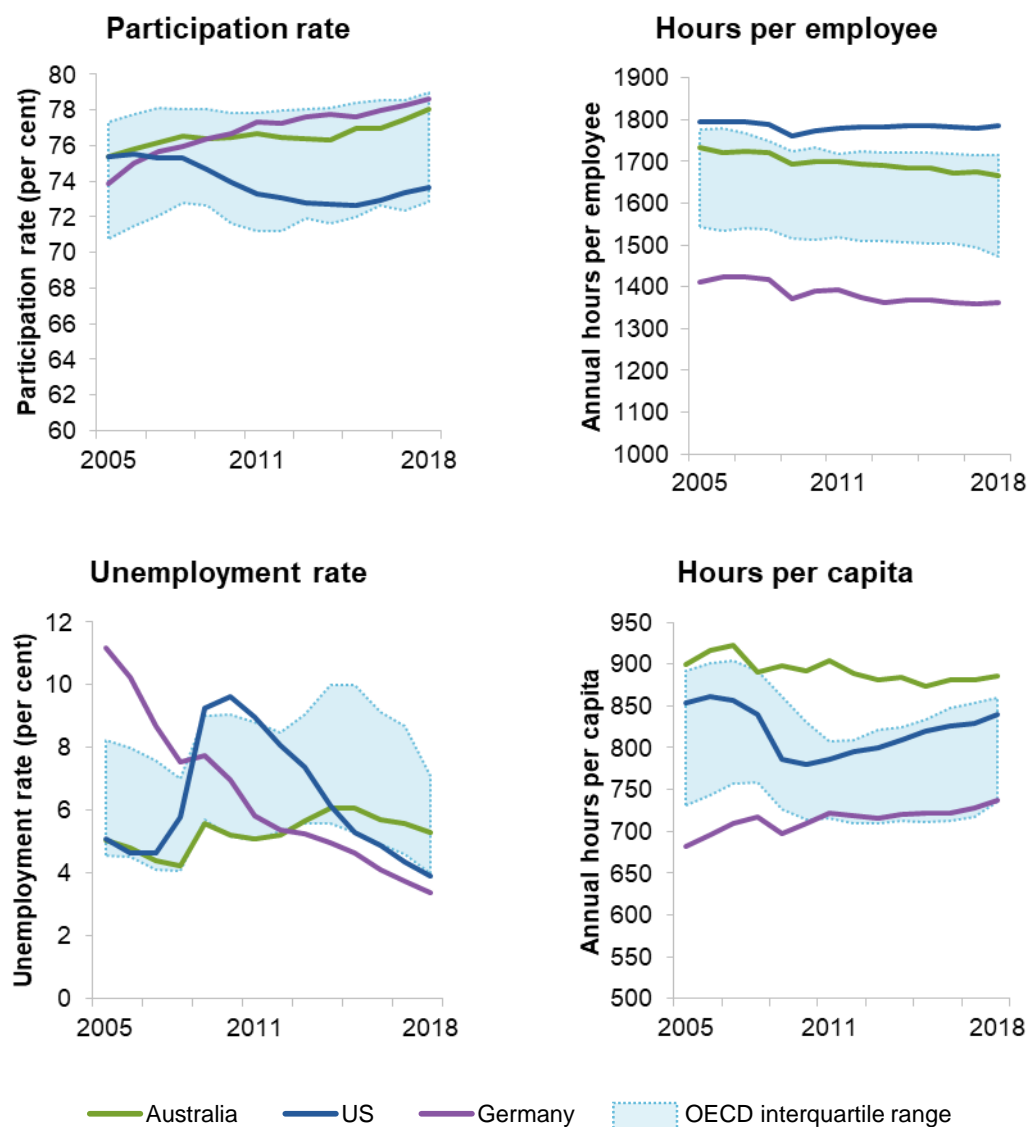 Participation rate
Participation rate (per cent)
80
78
76
74
72
70
68
66
64
62
60
2005 2011 2018
Hours per employee
Annual hours per employee
1900
1800
1700
1600
1500
1400
1300
1200
1100
1000
2005 2011 2018
Unemployment rate
Unemployment rate (per cent)
12
10
8
6
4
2
0
2005 2011 2018
Hours per capita
Annual hours per capita
950
900
850
800
750
700
650
600
550
500
2005 2011 2018
Australia US Germany OECD interquartile range